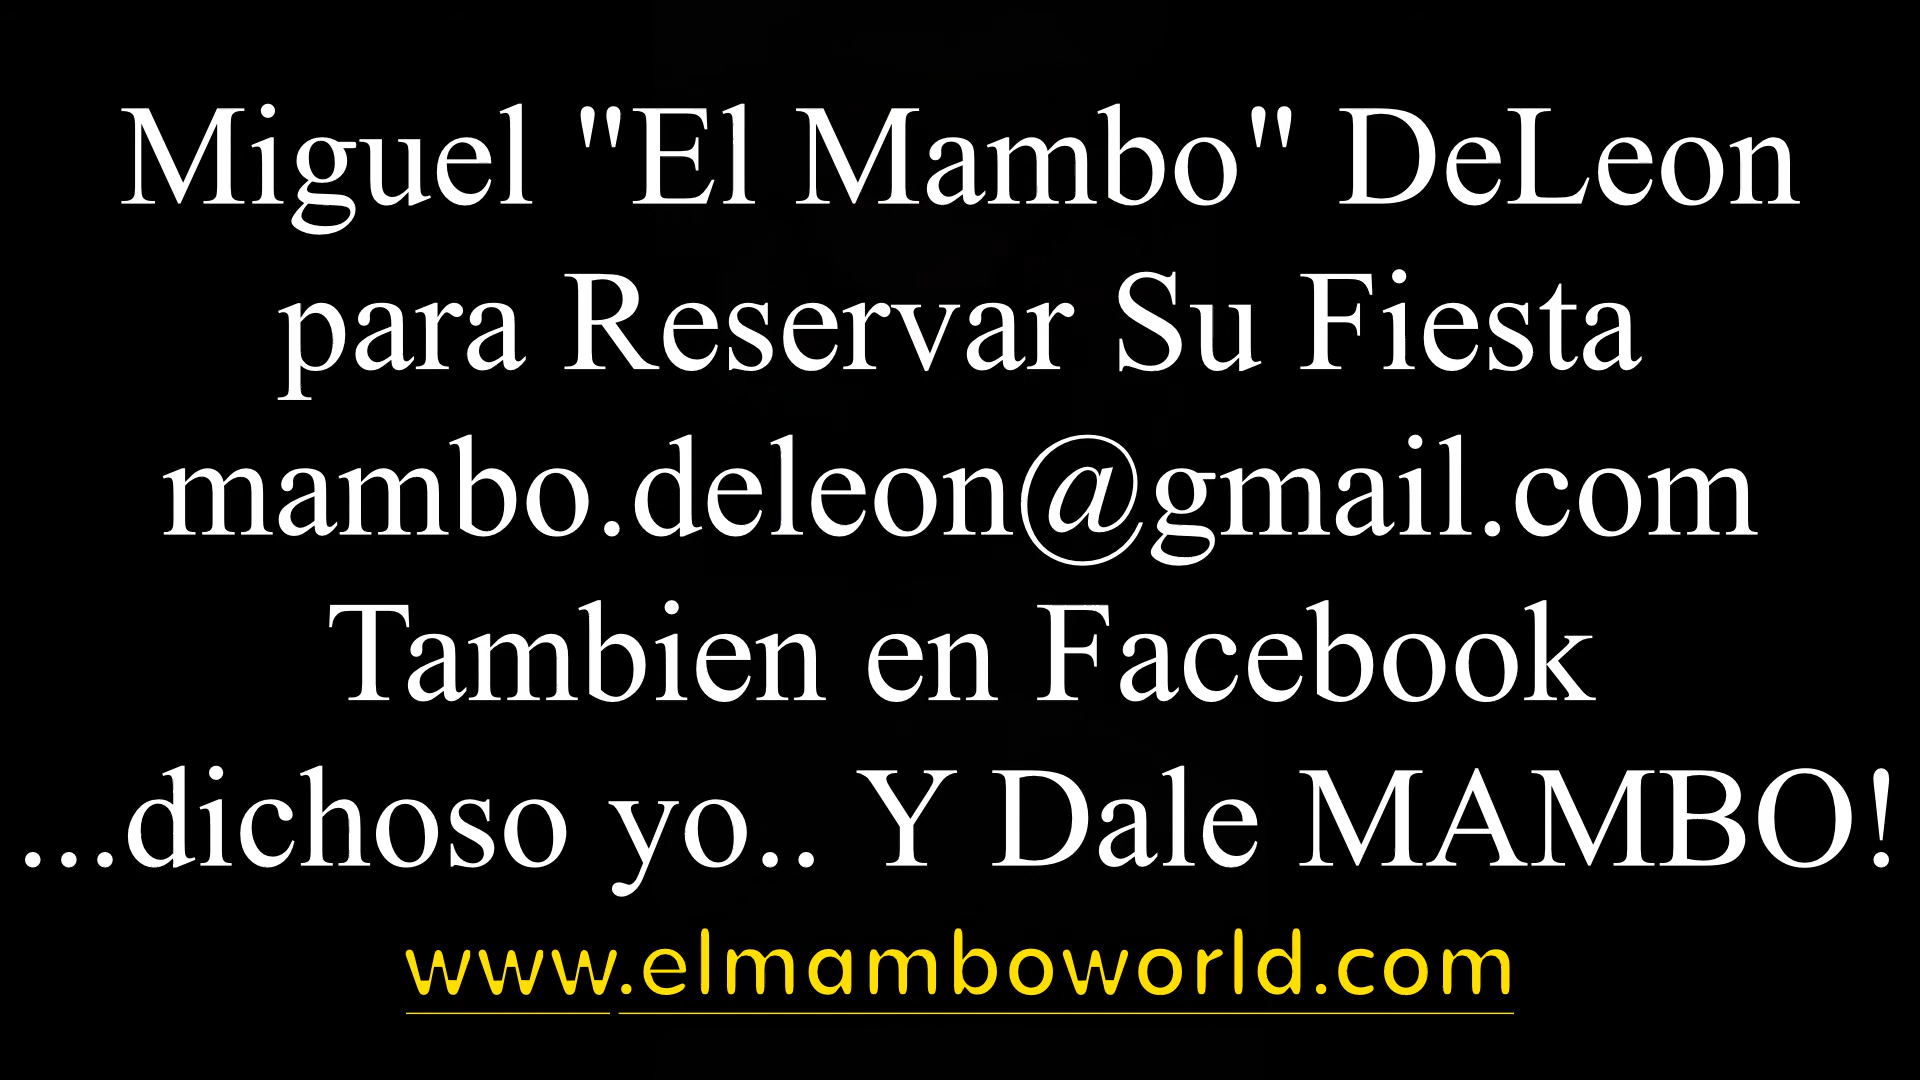 Miguel "El Mambo" DeLeon
para Reservar Su Fiesta
mambo.deleon@gmail.com
Tambien en Facebook
...dichoso yo.. Y Dale MAMBO!
www.elmamboworld.com